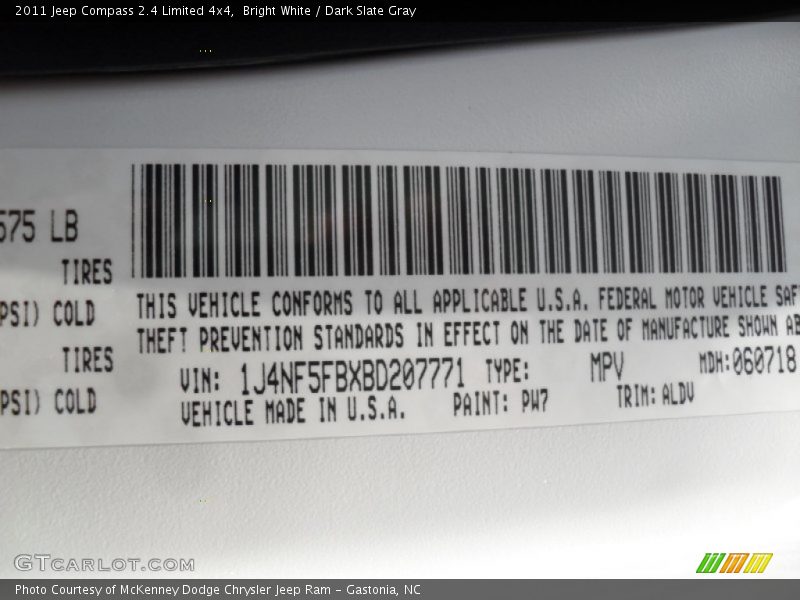 2011 Jeep Compass 2.4 Limited 4x4, Bright White / Dark Slate Gray
575 LB
TIRES
PSI) COLD
TIRES
PSI) COLD
THIS VEHICLE CONFORMS TO ALL APPLICABLE U.S.A. FEDERAL MOTOR VEHICLE SAF
THEFT PREVENTION STANDARDS IN EFFECT ON THE DATE OF MANUFACTURE SHOWN AB
VIN: 1J4NF5FBXBD207771 TYPE: MPV MDH:060718
VEHICLE MADE IN U.S.A. PAINT: PW7 TRIM: ALDV
GTCARLOT.COM
Photo Courtesy of McKenney Dodge Chrysler Jeep Ram - Gastonia, NC